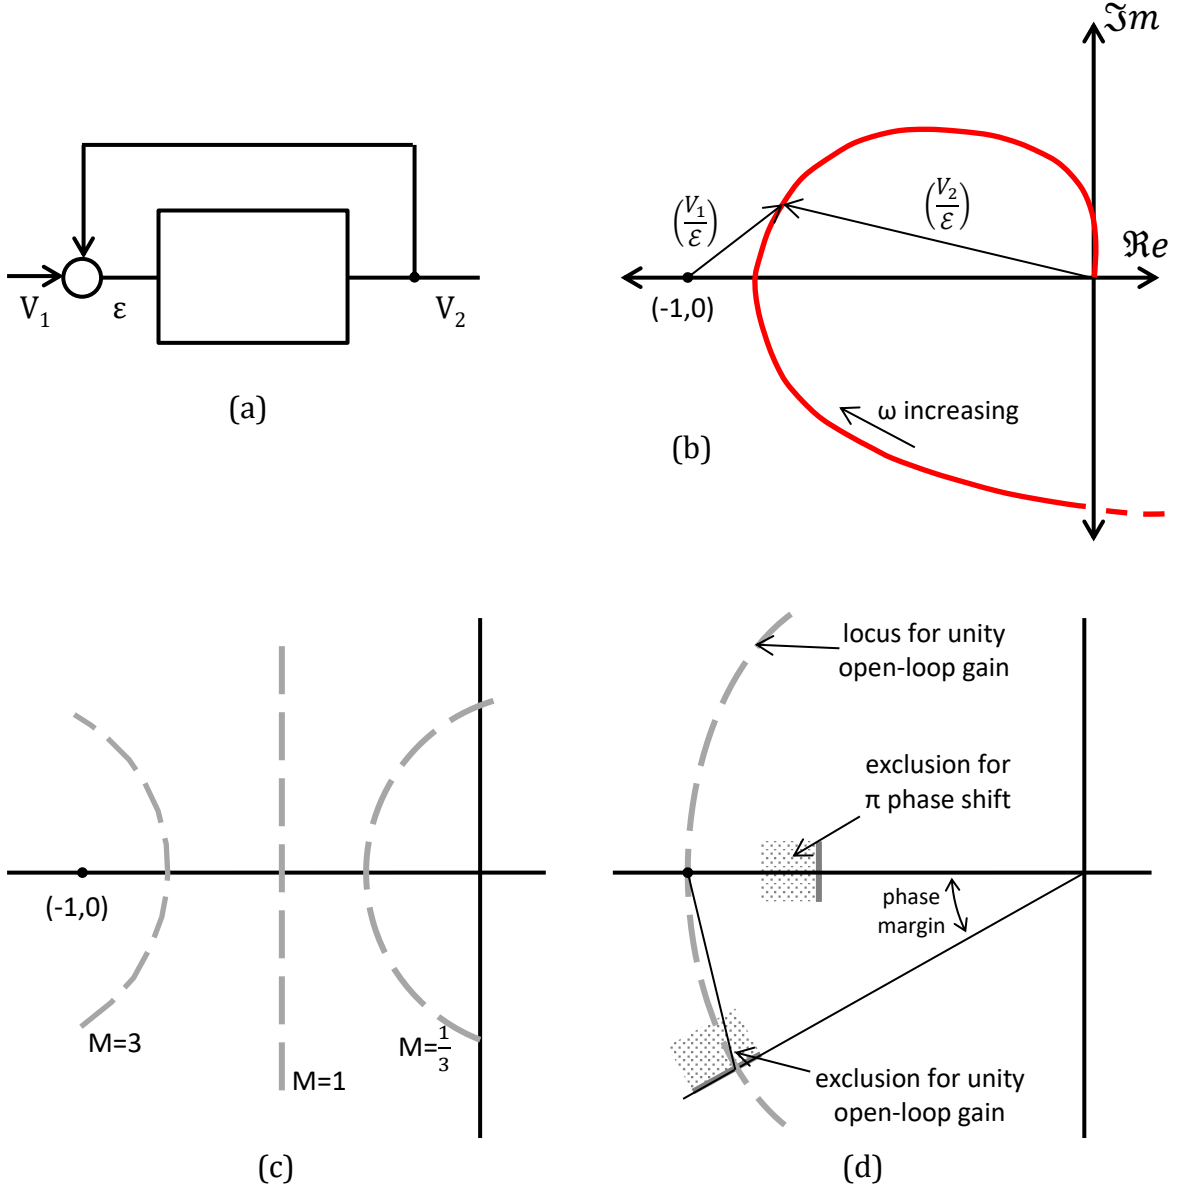 V₁
ε
V₂
(a)
ℑm
(V₁/ε)
(V₂/ε)
ℜe
(-1,0)
ω increasing
(b)
(-1,0)
M=3
M=1
M=1/3
(c)
locus for unity
open-loop gain
exclusion for
π phase shift
phase
margin
exclusion for unity
open-loop gain
(d)